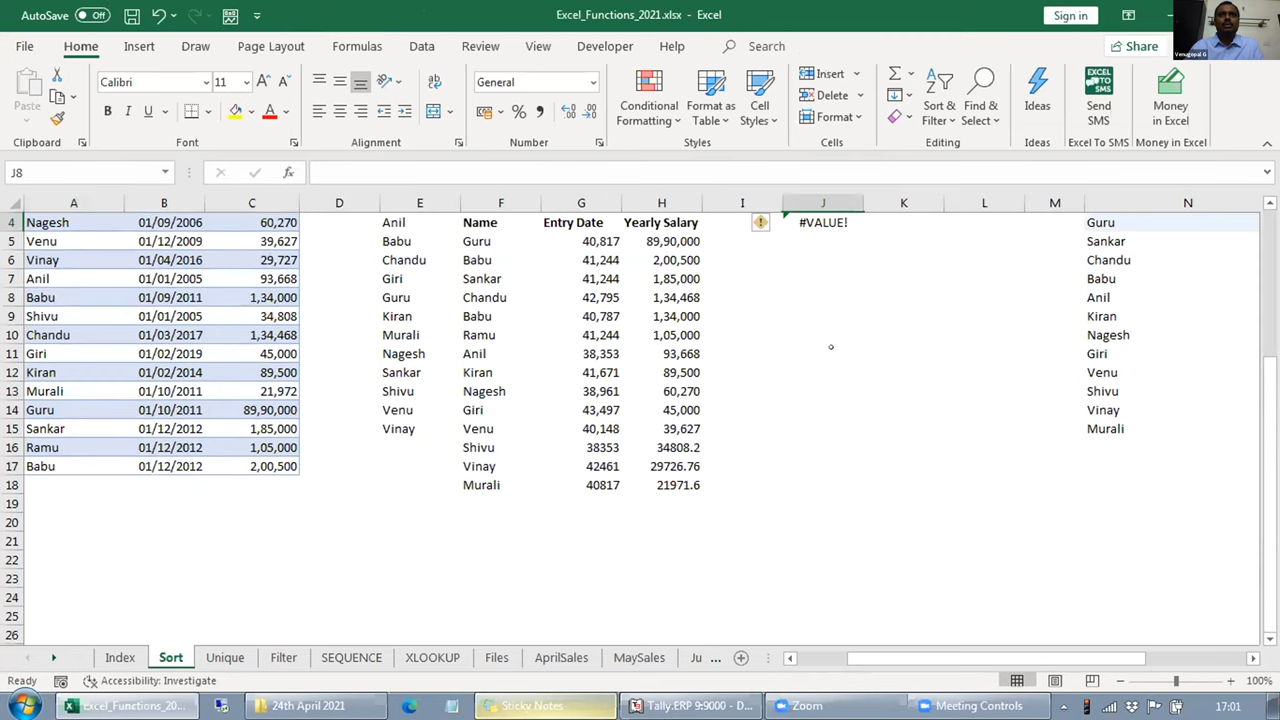 AutoSave Off Excel_Functions_2021.xlsx - Excel Sign in
Venugopal G
File Home Insert Draw Page Layout Formulas Data Review View Developer Help Search Share
Calibri 11 General Insert
Paste Conditional Formatting Format as Table Cell Styles Delete Sort & Filter Find & Select Ideas Send SMS Money in Excel
B I U A % Format
Clipboard Font Alignment Number Styles Cells Editing Ideas Excel To SMS Money in Excel
J8 fx
A B C D E F G H I J K L M N
4 Nagesh 01/09/2006 60,270 Anil Name Entry Date Yearly Salary #VALUE! Guru
5 Venu 01/12/2009 39,627 Babu Guru 40,817 89,90,000 Sankar
6 Vinay 01/04/2016 29,727 Chandu Babu 41,244 2,00,500 Chandu
7 Anil 01/01/2005 93,668 Giri Sankar 41,244 1,85,000 Babu
8 Babu 01/09/2011 1,34,000 Guru Chandu 42,795 1,34,468 Anil
9 Shivu 01/01/2005 34,808 Kiran Babu 40,787 1,34,000 Kiran
10 Chandu 01/03/2017 1,34,468 Murali Ramu 41,244 1,05,000 Nagesh
11 Giri 01/02/2019 45,000 Nagesh Anil 38,353 93,668 Giri
12 Kiran 01/02/2014 89,500 Sankar Kiran 41,671 89,500 Venu
13 Murali 01/10/2011 21,972 Shivu Nagesh 38,961 60,270 Shivu
14 Guru 01/10/2011 89,90,000 Venu Giri 43,497 45,000 Vinay
15 Sankar 01/12/2012 1,85,000 Vinay Venu 40,148 39,627 Murali
16 Ramu 01/12/2012 1,05,000 Shivu 38353 34808.2
17 Babu 01/12/2012 2,00,500 Vinay 42461 29726.76
18 Murali 40817 21971.6
19
20
21
22
23
24
25
26
Index Sort Unique Filter SEQUENCE XLOOKUP Files AprilSales MaySales Ju ...
Ready Accessibility: Investigate 100%
Excel_Functions_20... 24th April 2021 Sticky Notes Tally.ERP 9:9000 - D... Zoom Meeting Controls 17:01